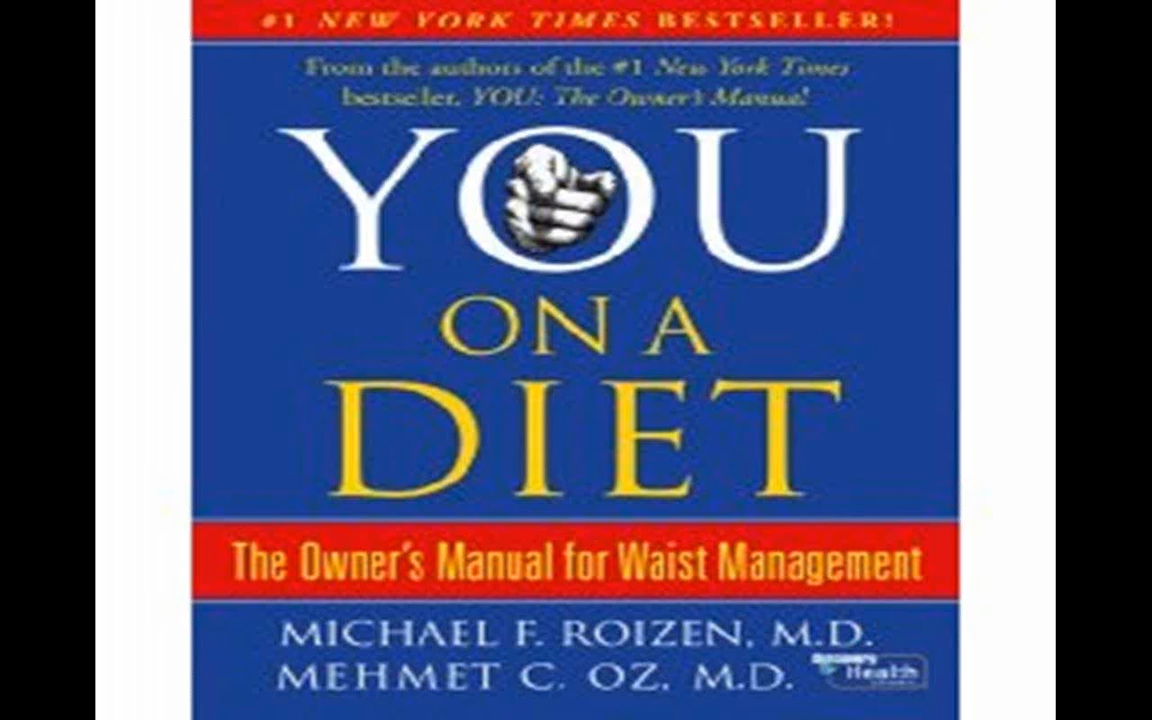 #1 NEW YORK TIMES BESTSELLER!
From the authors of the #1 New York Times
bestseller, YOU: The Owner's Manual!
YOU
ON A
DIET
The Owner's Manual for Waist Management
MICHAEL F. ROIZEN, M.D.
MEHMET C. OZ, M.D.
Health